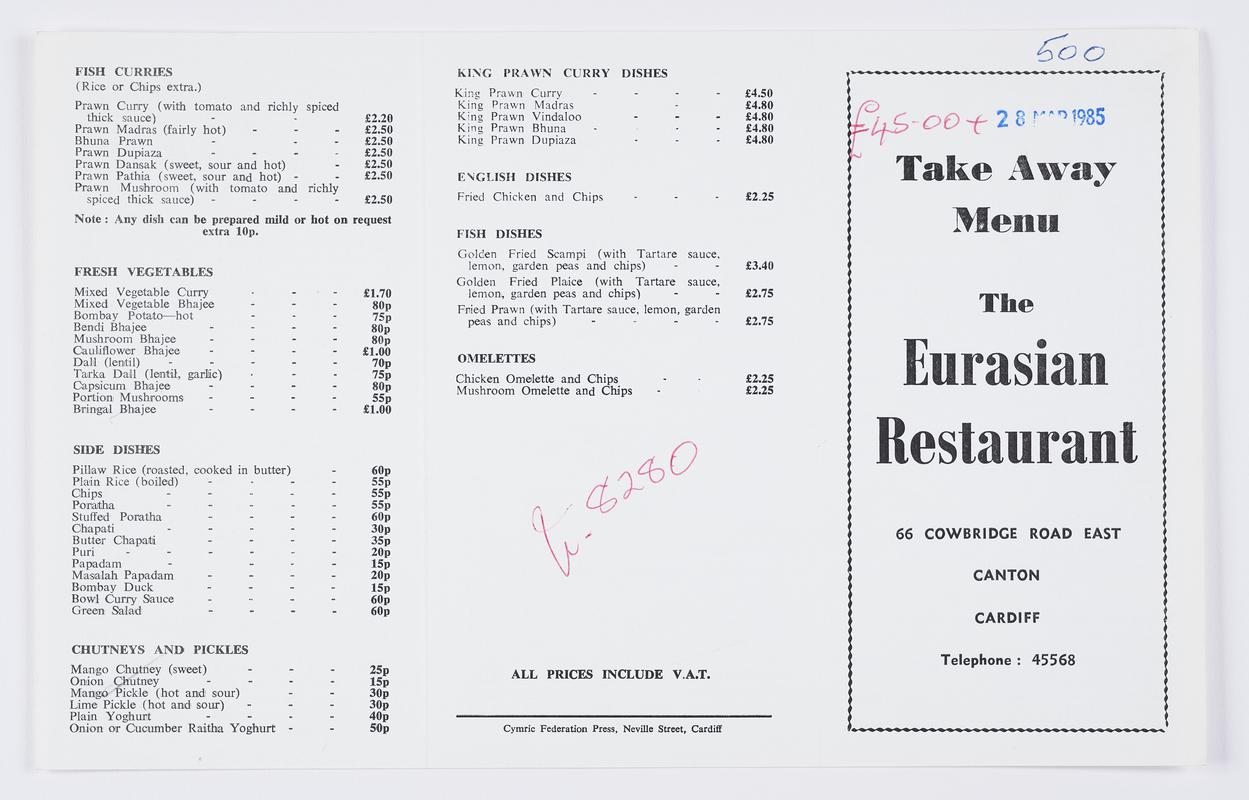 FISH CURRIES
(Rice or Chips extra.)
Prawn Curry (with tomato and richly spiced
thick sauce) - - £2.20
Prawn Madras (fairly hot) - - - £2.50
Bhuna Prawn - - - - £2.50
Prawn Dupiaza - - - - £2.50
Prawn Dansak (sweet, sour and hot) - £2.50
Prawn Pathia (sweet, sour and hot) - - £2.50
Prawn Mushroom (with tomato and richly
spiced thick sauce) - - - - £2.50
Note : Any dish can be prepared mild or hot on request
extra 10p.
FRESH VEGETABLES
Mixed Vegetable Curry - - - £1.70
Mixed Vegetable Bhajee - - - 80p
Bombay Potato—hot - - - 75p
Bendi Bhajee - - - - 80p
Mushroom Bhajee - - - - 80p
Cauliflower Bhajee - - - - £1.00
Dall (lentil) - - - - - 70p
Tarka Dall (lentil, garlic) - - - 75p
Capsicum Bhajee - - - - 80p
Portion Mushrooms - - - - 55p
Bringal Bhajee - - - - £1.00
SIDE DISHES
Pillaw Rice (roasted, cooked in butter) - 60p
Plain Rice (boiled) - - - - 55p
Chips - - - - - 55p
Poratha - - - - - 55p
Stuffed Poratha - - - - 60p
Chapati - - - - - 30p
Butter Chapati - - - - 35p
Puri - - - - - - 20p
Papadam - - - - 15p
Masalah Papadam - - - - 20p
Bombay Duck - - - - 15p
Bowl Curry Sauce - - - - 60p
Green Salad - - - - 60p
CHUTNEYS AND PICKLES
Mango Chutney (sweet) - - - 25p
Onion Chutney - - - - 15p
Mango Pickle (hot and sour) - - 30p
Lime Pickle (hot and sour) - - - 30p
Plain Yoghurt - - - - 40p
Onion or Cucumber Raitha Yoghurt - - 50p
KING PRAWN CURRY DISHES
King Prawn Curry - - - - £4.50
King Prawn Madras - £4.80
King Prawn Vindaloo - - - £4.80
King Prawn Bhuna - - - - £4.80
King Prawn Dupiaza - - £4.80
ENGLISH DISHES
Fried Chicken and Chips - - - £2.25
FISH DISHES
Golden Fried Scampi (with Tartare sauce,
lemon, garden peas and chips) - - £3.40
Golden Fried Plaice (with Tartare sauce,
lemon, garden peas and chips) - - £2.75
Fried Prawn (with Tartare sauce, lemon, garden
peas and chips) - - - - £2.75
OMELETTES
Chicken Omelette and Chips - - £2.25
Mushroom Omelette and Chips - - £2.25
8280
ALL PRICES INCLUDE V.A.T.
Cymric Federation Press, Neville Street, Cardiff
500
£45-00 + 28 MAR 1985
Take Away
Menu
The
Eurasian
Restaurant
66 COWBRIDGE ROAD EAST
CANTON
CARDIFF
Telephone : 45568